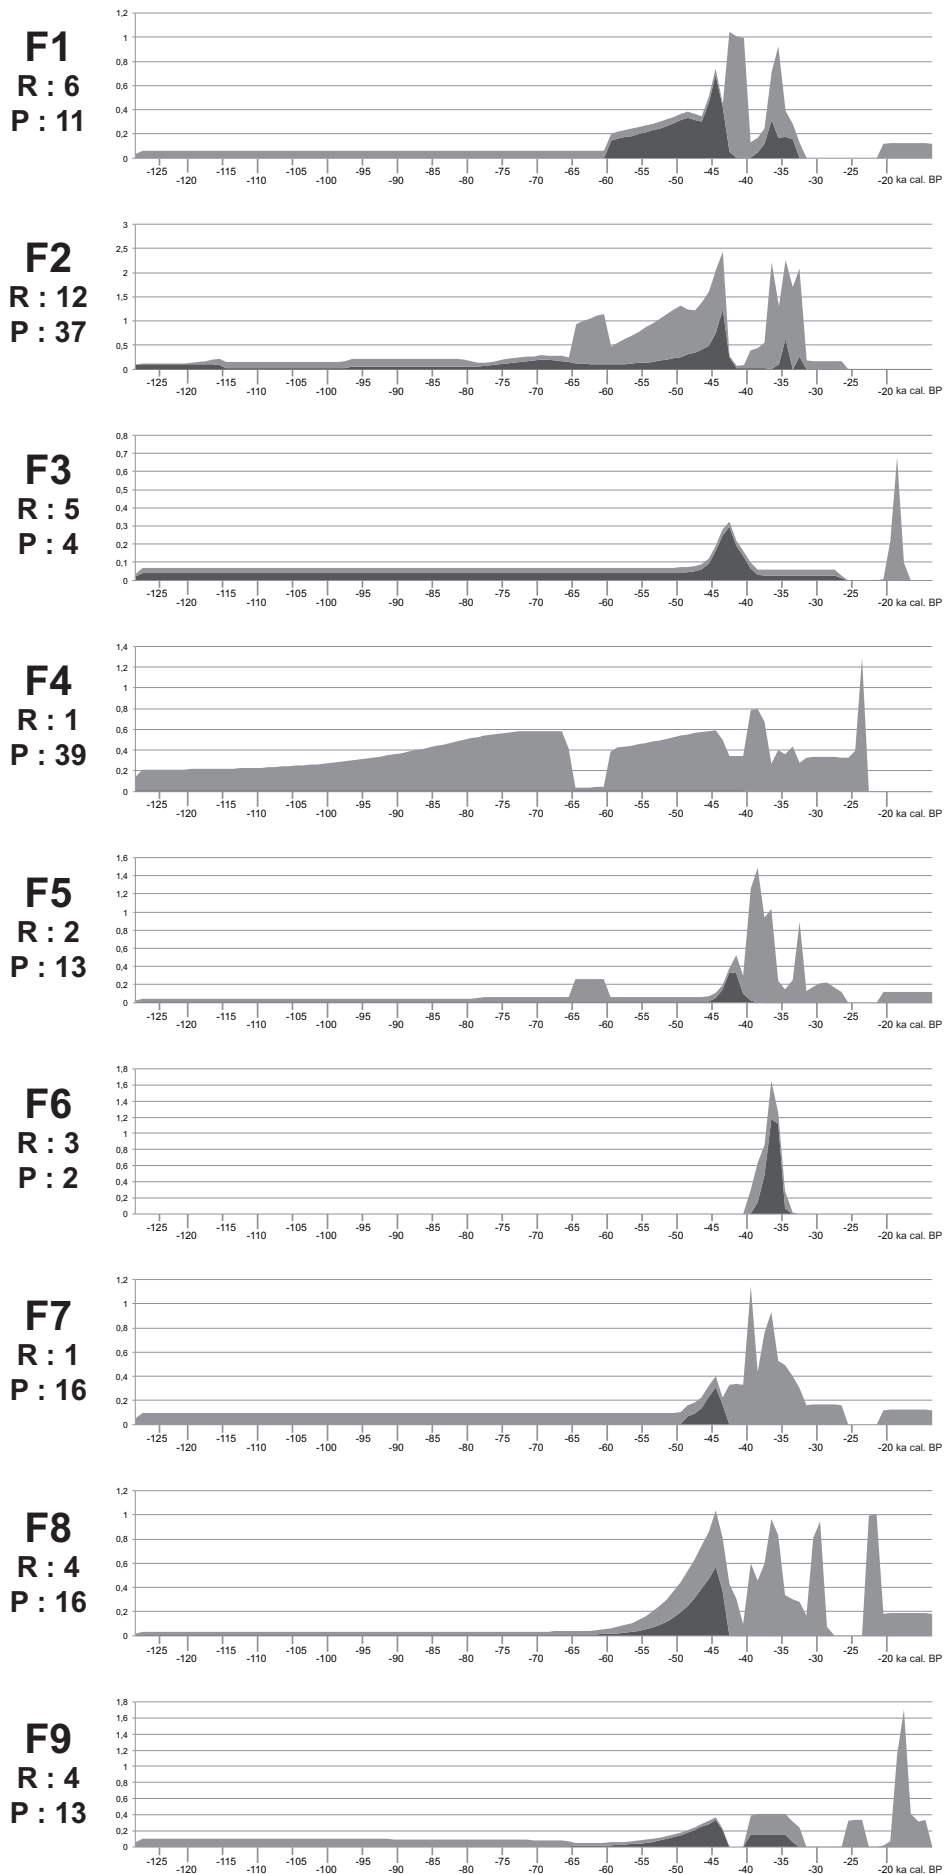 F1
R : 6
P : 11
1,2
1
0,8
0,6
0,4
0,2
0
-125 -115 -105 -95 -85 -75 -65 -55 -45 -35 -25
-120 -110 -100 -90 -80 -70 -60 -50 -40 -30 -20 ka cal. BP
F2
R : 12
P : 37
3
2,5
2
1,5
1
0,5
0
-125 -115 -105 -95 -85 -75 -65 -55 -45 -35 -25
-120 -110 -100 -90 -80 -70 -60 -50 -40 -30 -20 ka cal. BP
F3
R : 5
P : 4
0,8
0,7
0,6
0,5
0,4
0,3
0,2
0,1
0
-125 -115 -105 -95 -85 -75 -65 -55 -45 -35 -25
-120 -110 -100 -90 -80 -70 -60 -50 -40 -30 -20 ka cal. BP
F4
R : 1
P : 39
1,4
1,2
1
0,8
0,6
0,4
0,2
0
-125 -115 -105 -95 -85 -75 -65 -55 -45 -35 -25
-120 -110 -100 -90 -80 -70 -60 -50 -40 -30 -20 ka cal. BP
F5
R : 2
P : 13
1,6
1,4
1,2
1
0,8
0,6
0,4
0,2
0
-125 -115 -105 -95 -85 -75 -65 -55 -45 -35 -25
-120 -110 -100 -90 -80 -70 -60 -50 -40 -30 -20 ka cal. BP
F6
R : 3
P : 2
1,8
1,6
1,4
1,2
1
0,8
0,6
0,4
0,2
0
-125 -115 -105 -95 -85 -75 -65 -55 -45 -35 -25
-120 -110 -100 -90 -80 -70 -60 -50 -40 -30 -20 ka cal. BP
F7
R : 1
P : 16
1,2
1
0,8
0,6
0,4
0,2
0
-125 -115 -105 -95 -85 -75 -65 -55 -45 -35 -25
-120 -110 -100 -90 -80 -70 -60 -50 -40 -30 -20 ka cal. BP
F8
R : 4
P : 16
1,2
1
0,8
0,6
0,4
0,2
0
-125 -115 -105 -95 -85 -75 -65 -55 -45 -35 -25
-120 -110 -100 -90 -80 -70 -60 -50 -40 -30 -20 ka cal. BP
F9
R : 4
P : 13
1,8
1,6
1,4
1,2
1
0,8
0,6
0,4
0,2
0
-125 -115 -105 -95 -85 -75 -65 -55 -45 -35 -25
-120 -110 -100 -90 -80 -70 -60 -50 -40 -30 -20 ka cal. BP